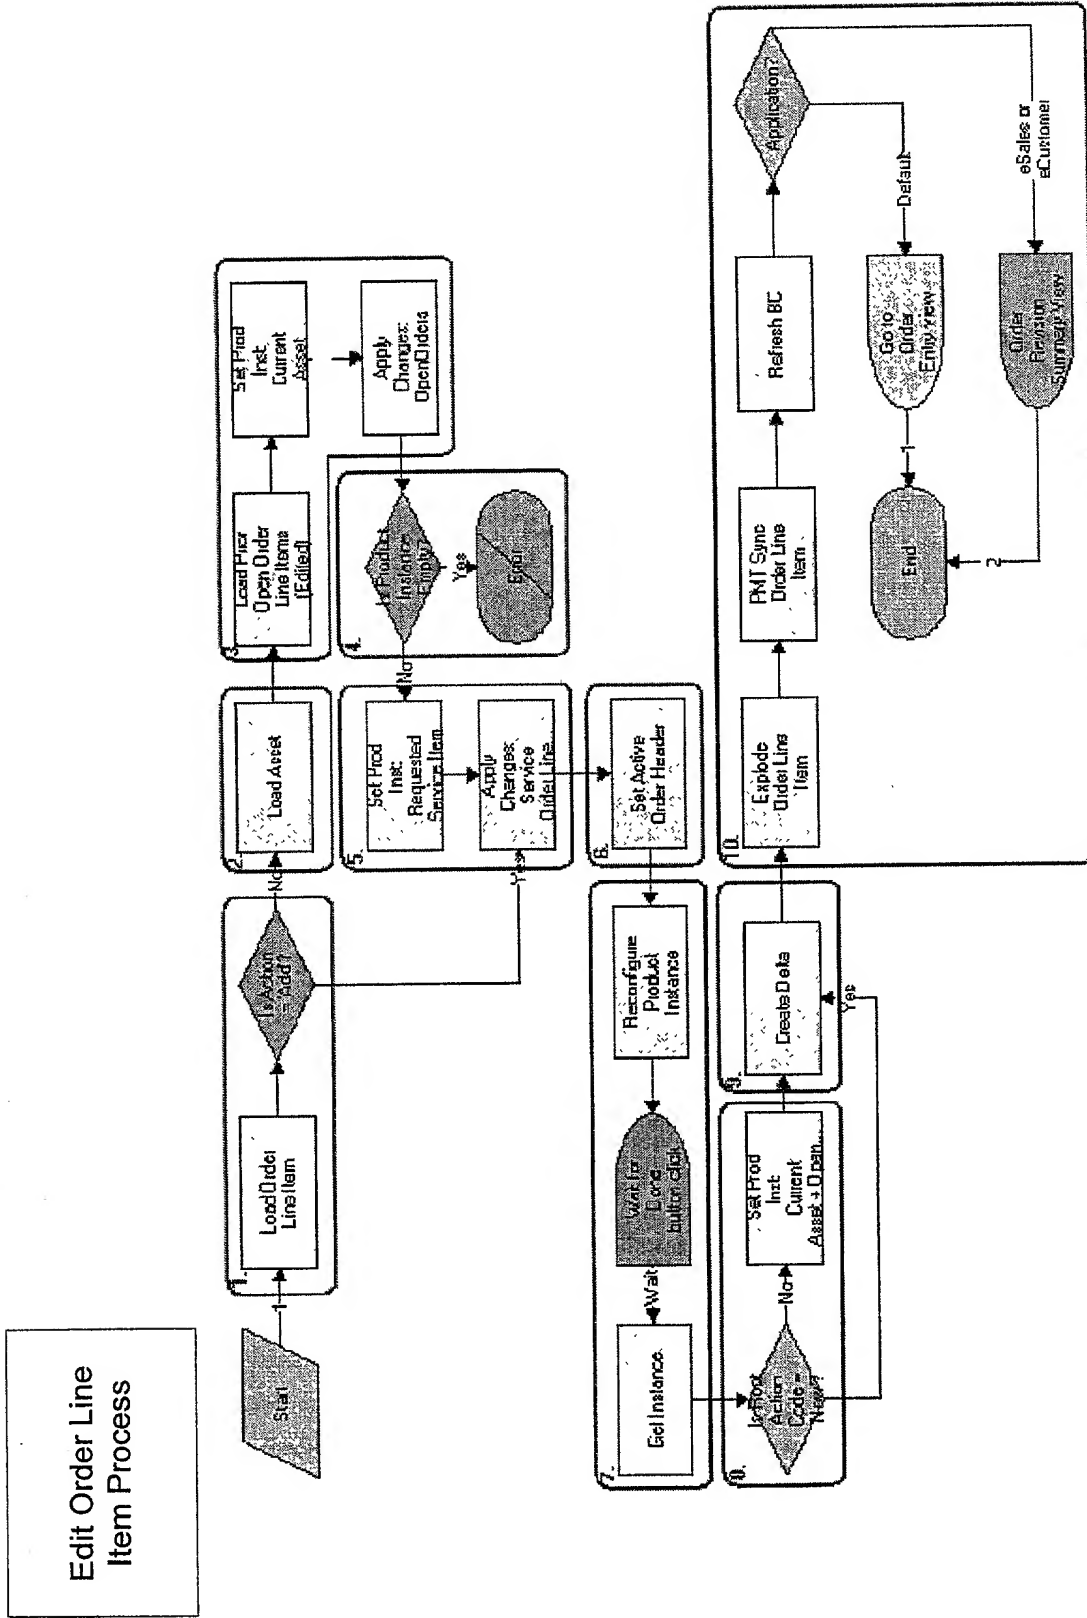 Edit Order Line
Item Process
Start
1
1.
Load Order
Line Item
Is Action
= Add?
No
Yes
2.
Load Asset
3.
Load Prior
Open Order
Line Items
(Edited)
Set Prod
Inst:
Current
Asset
Apply
Changes:
OpenOrders
4.
Is Product
Instance
Empty?
Yes
End
No
5.
Set Prod
Inst:
Requested
Service Item
Apply
Changes:
Service
Order Line...
6.
Set Active
Order Header
7.
Reconfigure
Product
Instance
Wait for
Done
button click
Wait
Get Instance
8.
Is Root
Action
Code =
New?
No
Yes
Set Prod
Inst:
Current
Asset + Open...
9.
Create Delta
10.
Explode
Order Line
Item
PMT Sync
Order Line
Item
Refresh BC
Application?
Default
eSales or
eCustomer
Go to
Order
Entry View
Order
Revision
Summary View
1
2
End